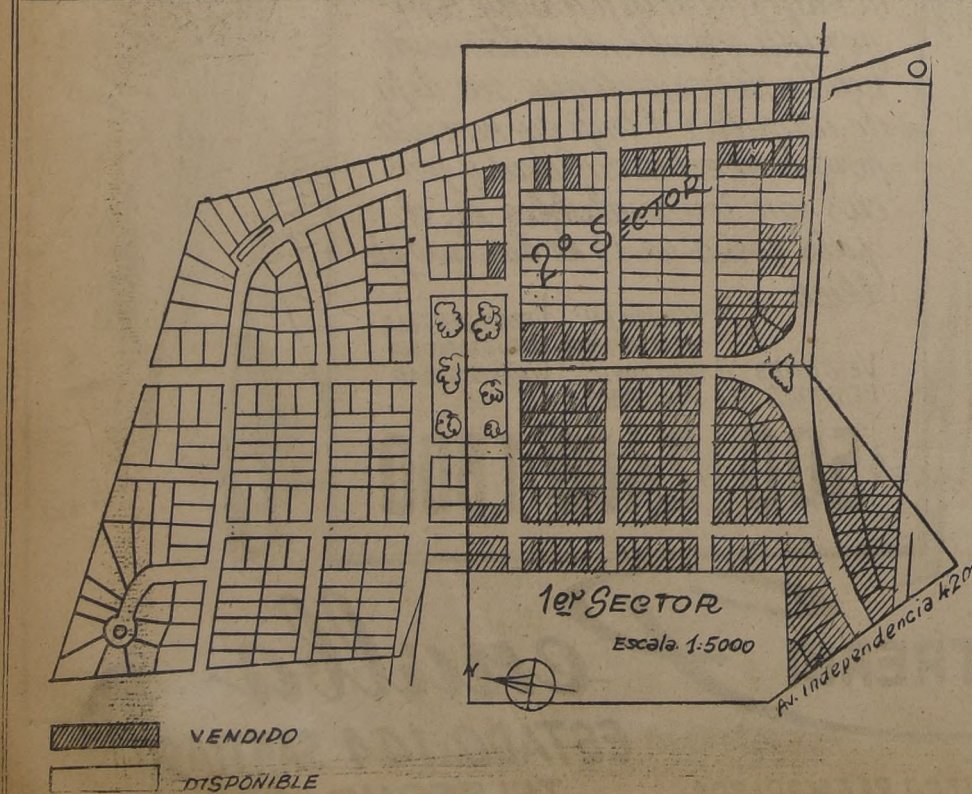 2º SECTOR
1er SECTOR
Escala. 1:5000
Av. Independencia 420
VENDIDO
DISPONIBLE